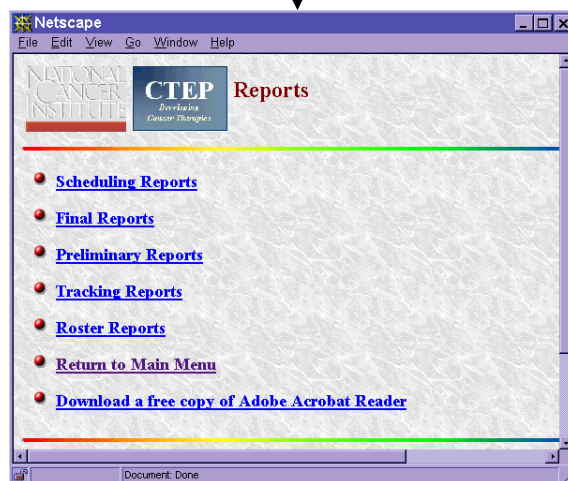 Netscape
File Edit View Go Window Help
NATIONAL
CANCER
INSTITUTE
CTEP
Developing
Cancer Therapies
Reports
Scheduling Reports
Final Reports
Preliminary Reports
Tracking Reports
Roster Reports
Return to Main Menu
Download a free copy of Adobe Acrobat Reader
Document: Done